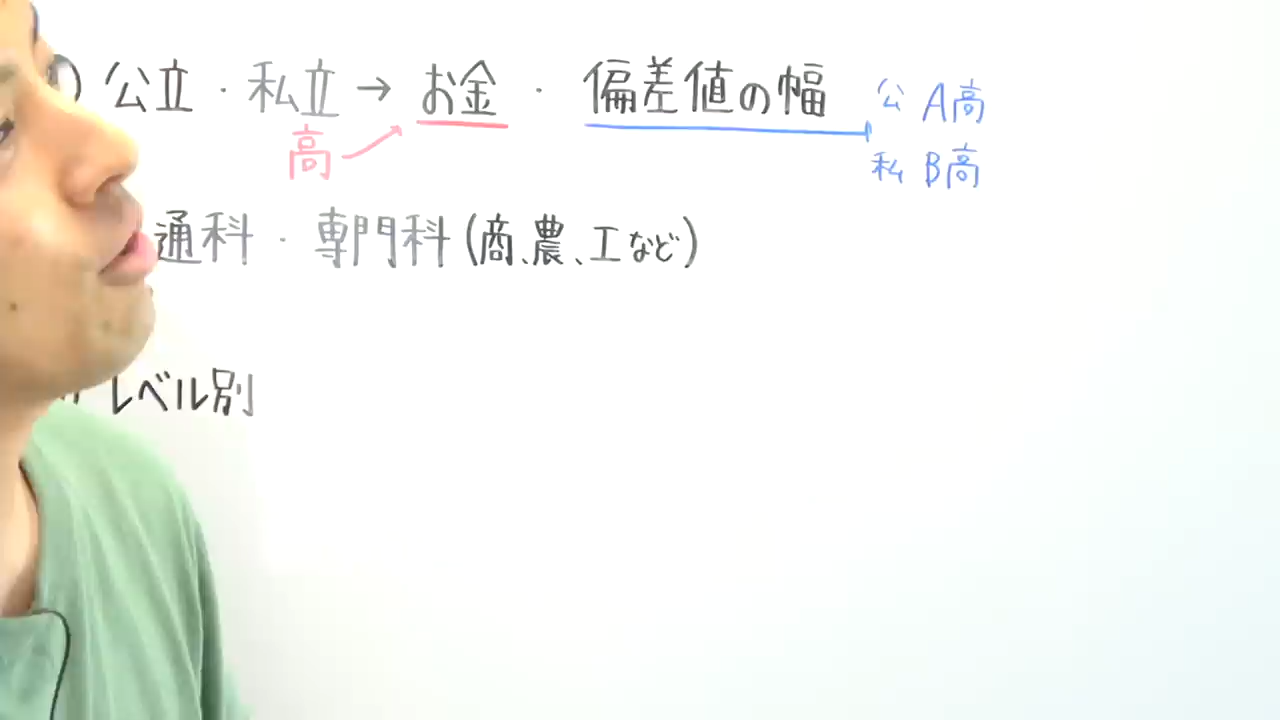 公立・私立→お金・偏差値の幅
高
公 A高
私 B高
通科・専門科(商、農、工など)
レベル別